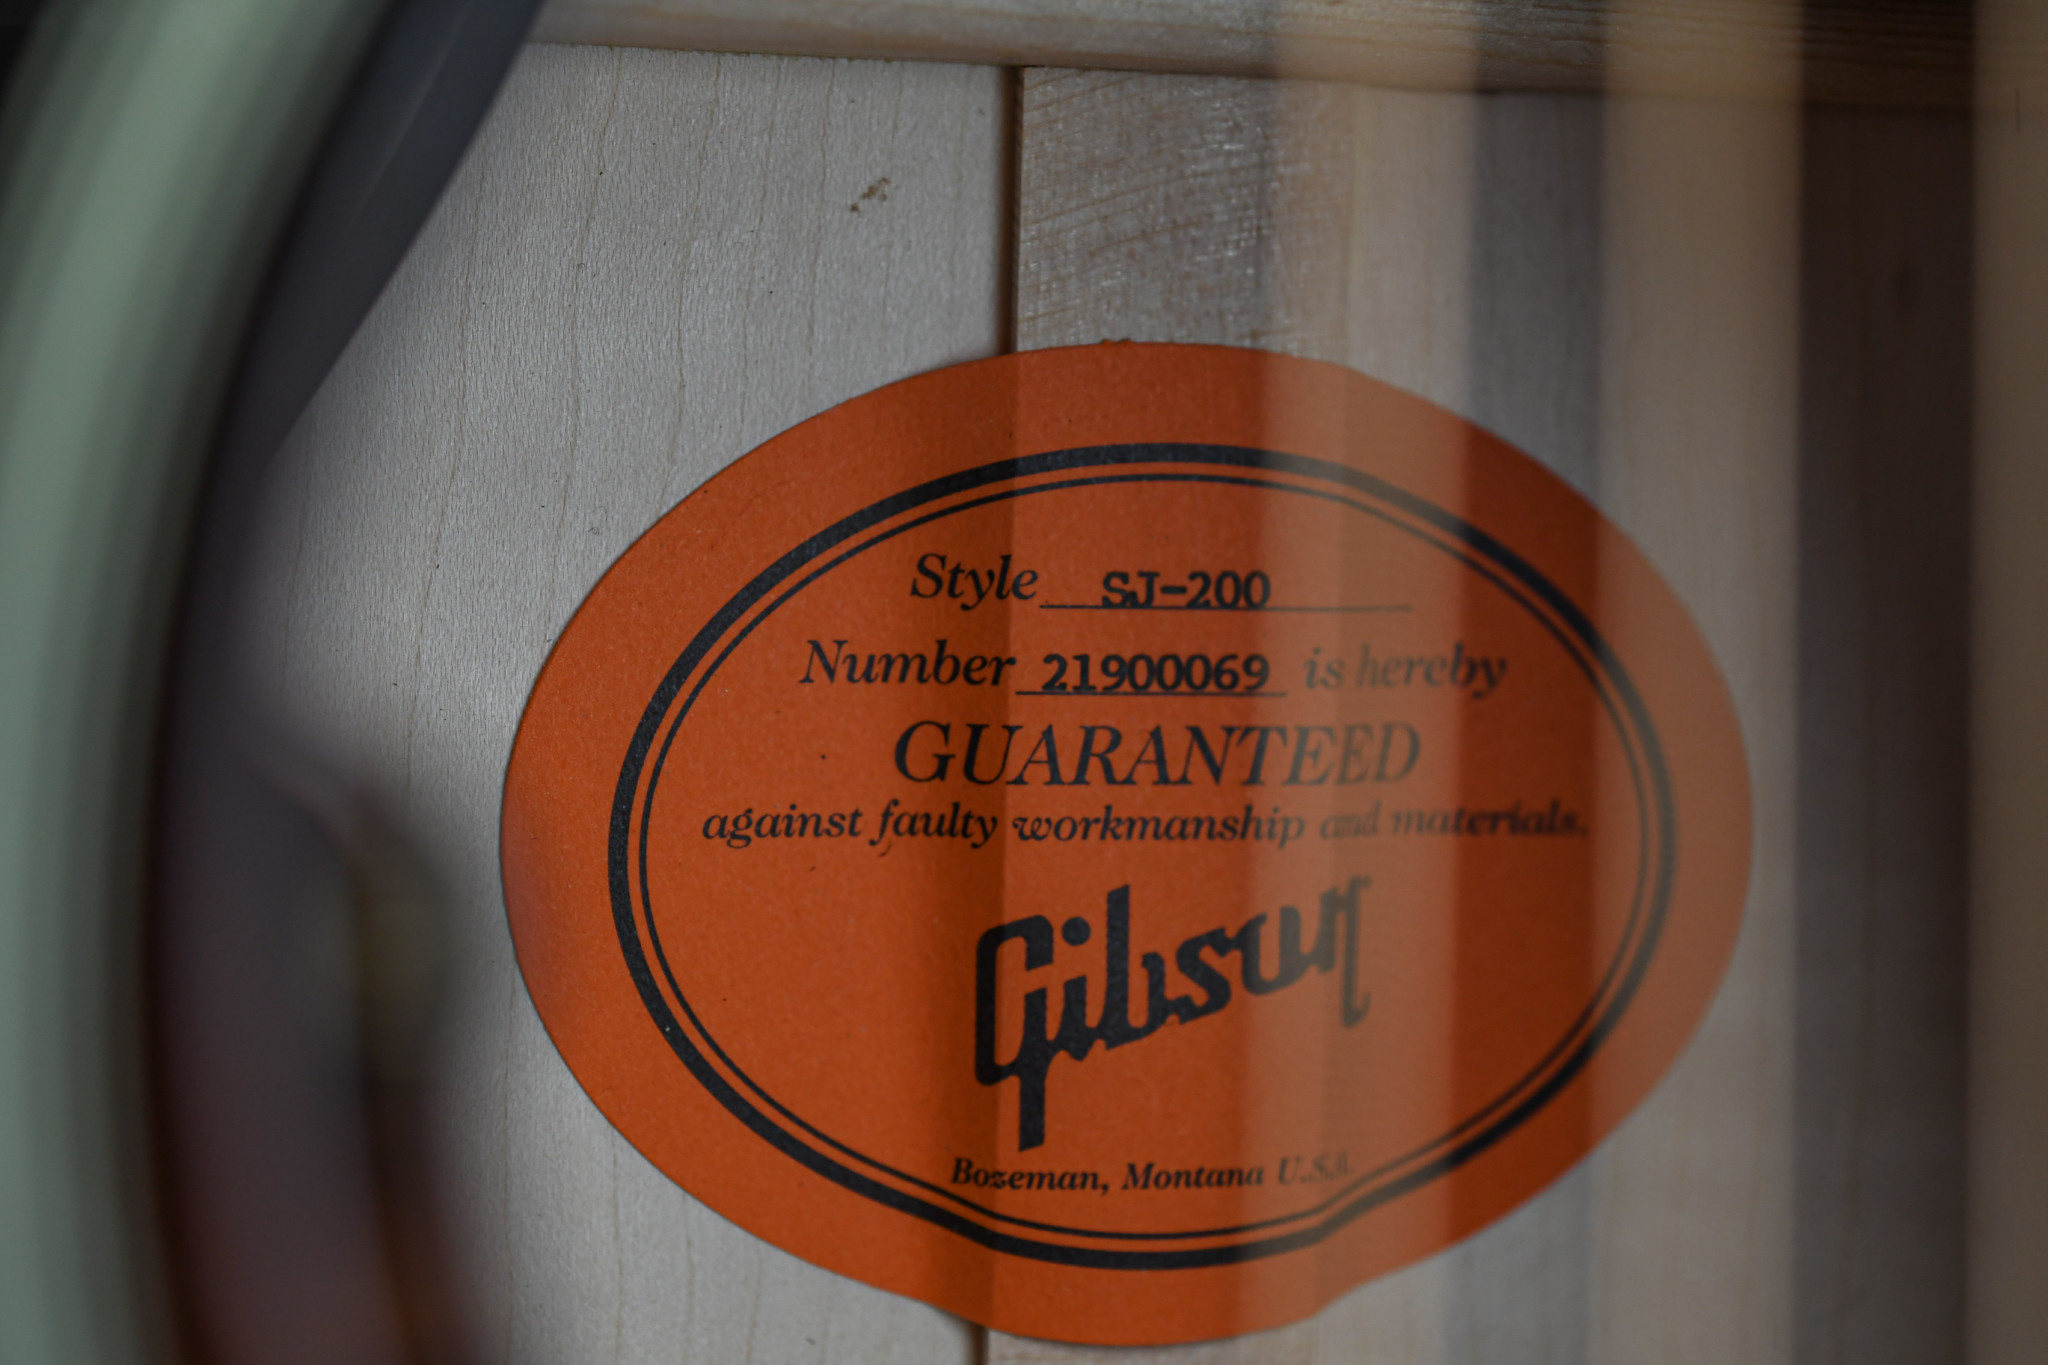 Style SJ-200
Number 21900069 is hereby
GUARANTEED
against faulty workmanship and materials.
Gibson
Bozeman, Montana U.S.A.